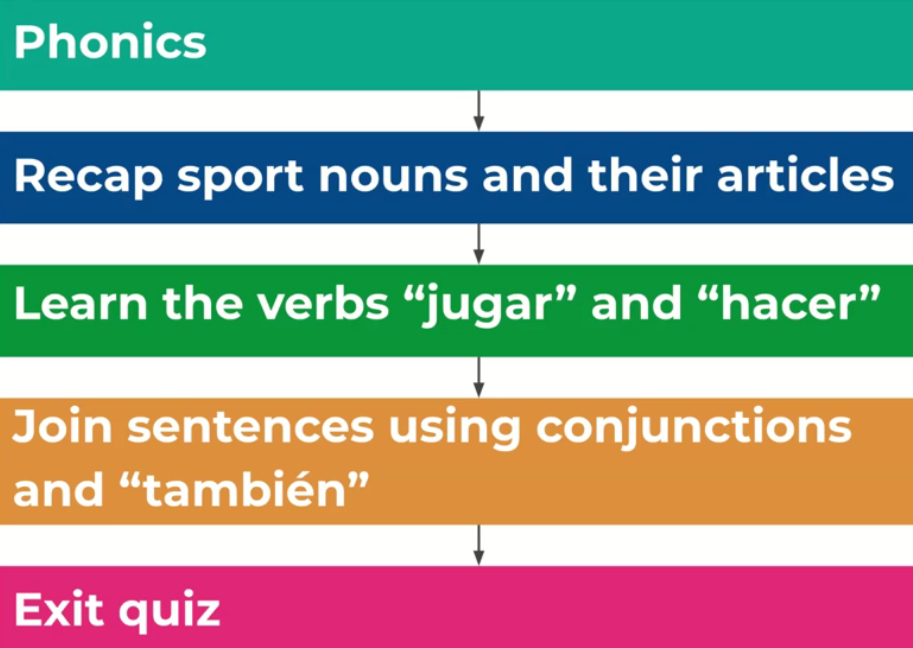 Phonics
Recap sport nouns and their articles
Learn the verbs “jugar” and “hacer”
Join sentences using conjunctions
and “también”
Exit quiz